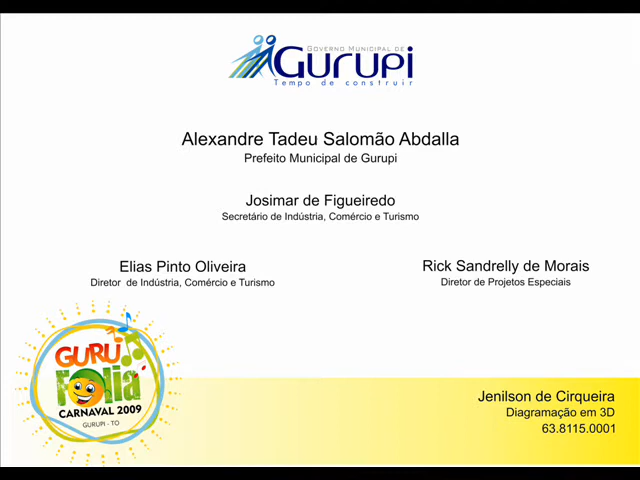 GOVERNO MUNICIPAL DE
GURUPi
Tempo de construir
Alexandre Tadeu Salomão Abdalla
Prefeito Municipal de Gurupi
Josimar de Figueiredo
Secretário de Indústria, Comércio e Turismo
Elias Pinto Oliveira
Diretor de Indústria, Comércio e Turismo
Rick Sandrelly de Morais
Diretor de Projetos Especiais
GURU
Folia
CARNAVAL 2009
GURUPI - TO
Jenilson de Cirqueira
Diagramação em 3D
63.8115.0001